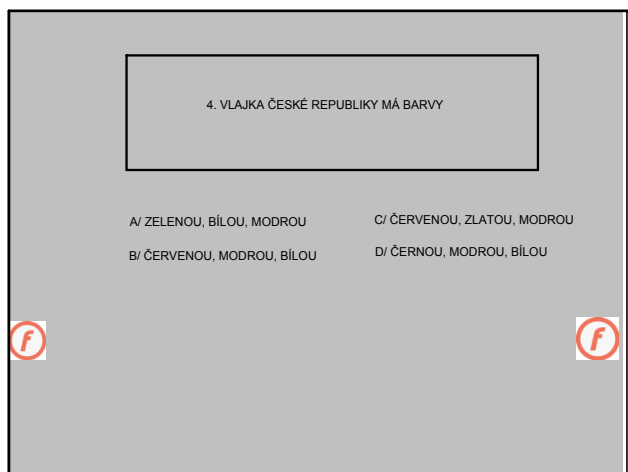 4. VLAJKA ČESKÉ REPUBLIKY MÁ BARVY
A/ ZELENOU, BÍLOU, MODROU
B/ ČERVENOU, MODROU, BÍLOU
C/ ČERVENOU, ZLATOU, MODROU
D/ ČERNOU, MODROU, BÍLOU
f
f